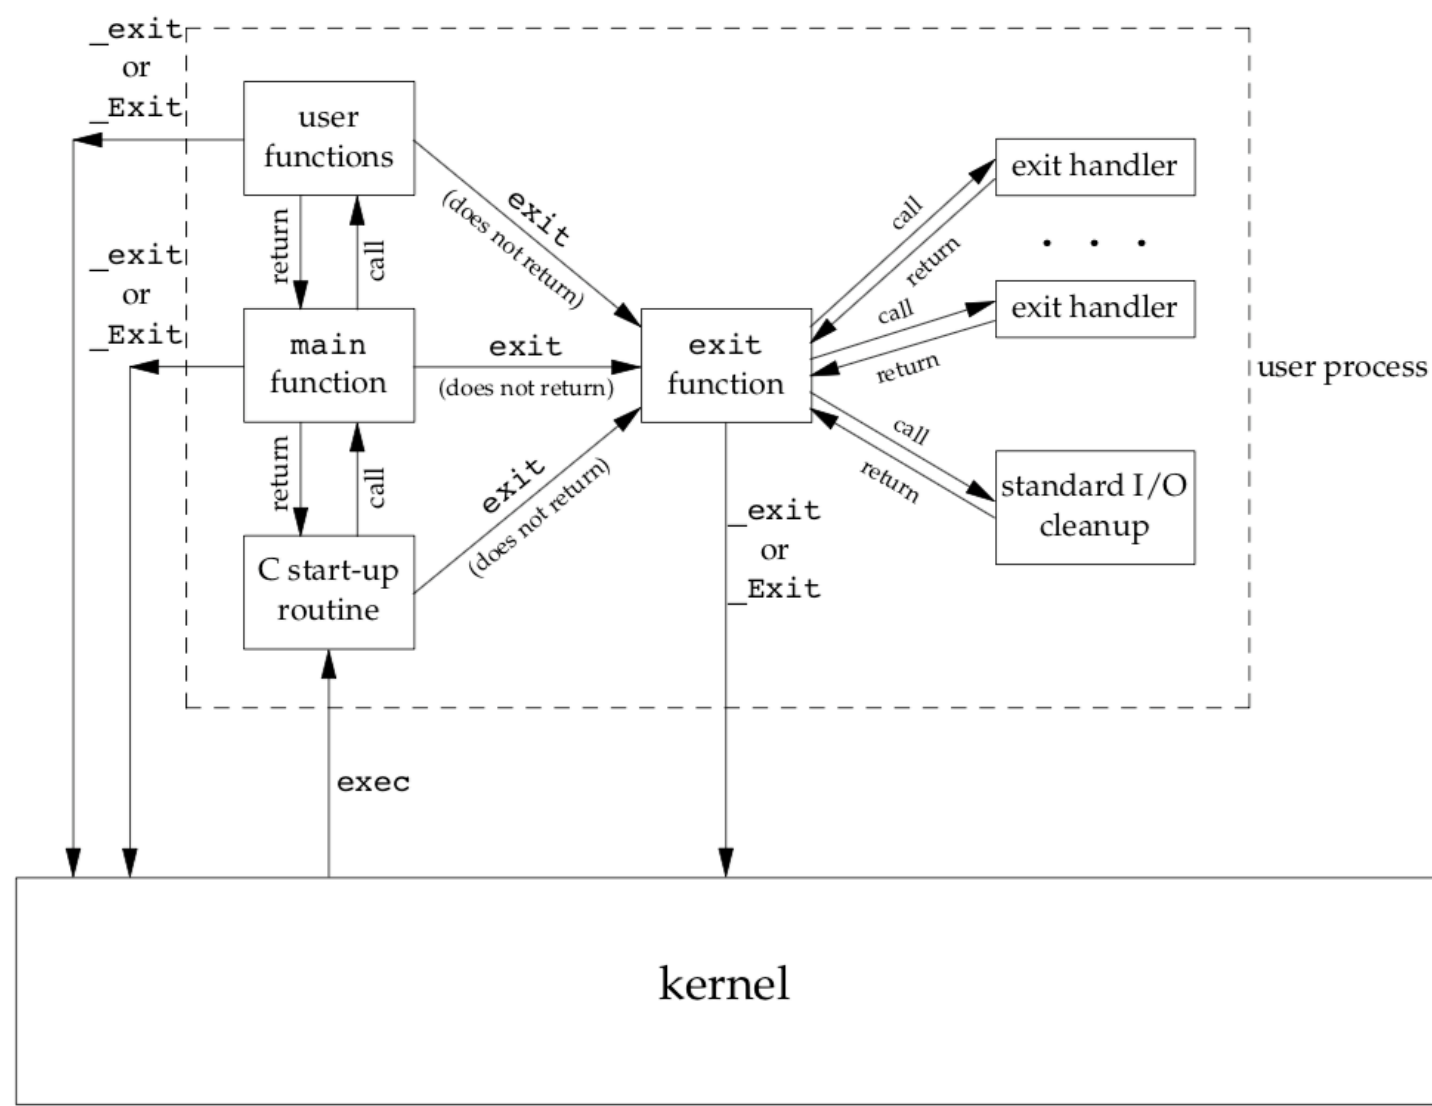 _exit
or
_Exit
user
functions
return
call
exit
(does not return)
_exit
or
_Exit
main
function
exit
(does not return)
return
call
C start-up
routine
exit
(does not return)
exec
exit
function
call
return
exit handler
. . .
call
return
exit handler
call
return
standard I/O
cleanup
_exit
or
_Exit
user process
kernel